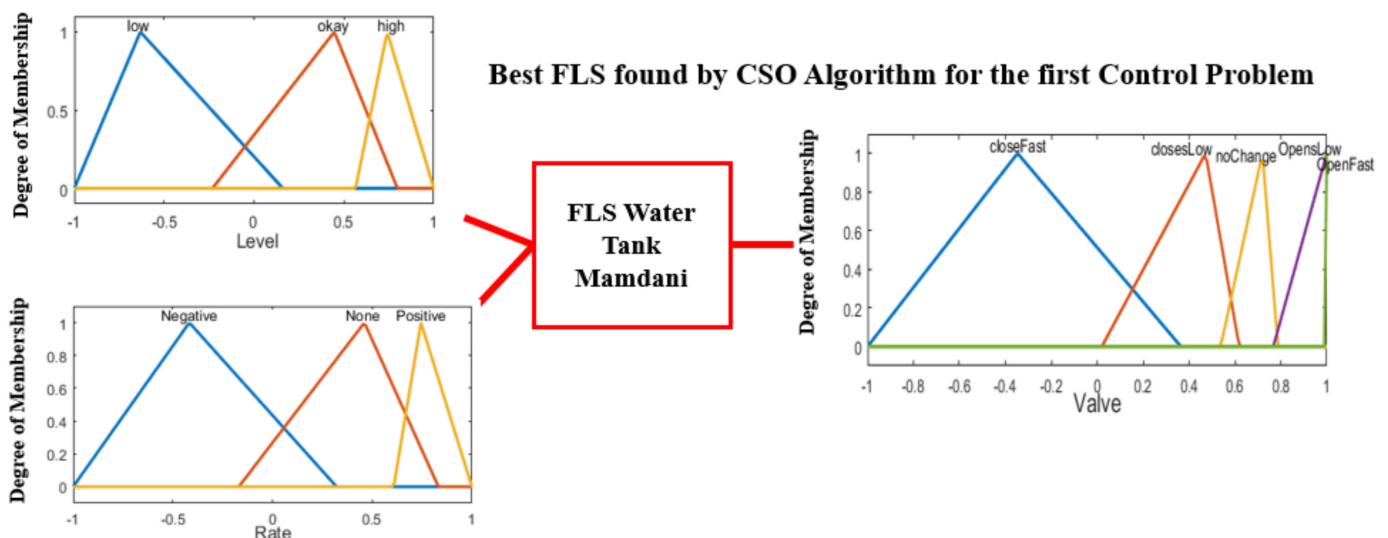 Best FLS found by CSO Algorithm for the first Control Problem
Degree of Membership
low okay high
1
0.5
0
-1 -0.5 0 0.5 1
Level
Degree of Membership
Negative None Positive
1
0.8
0.6
0.4
0.2
0
-1 -0.5 0 0.5 1
Rate
FLS Water
Tank
Mamdani
Degree of Membership
closeFast closesLow noChange OpensLow
OpenFast
1
0.8
0.6
0.4
0.2
0
-1 -0.8 -0.6 -0.4 -0.2 0 0.2 0.4 0.6 0.8 1
Valve